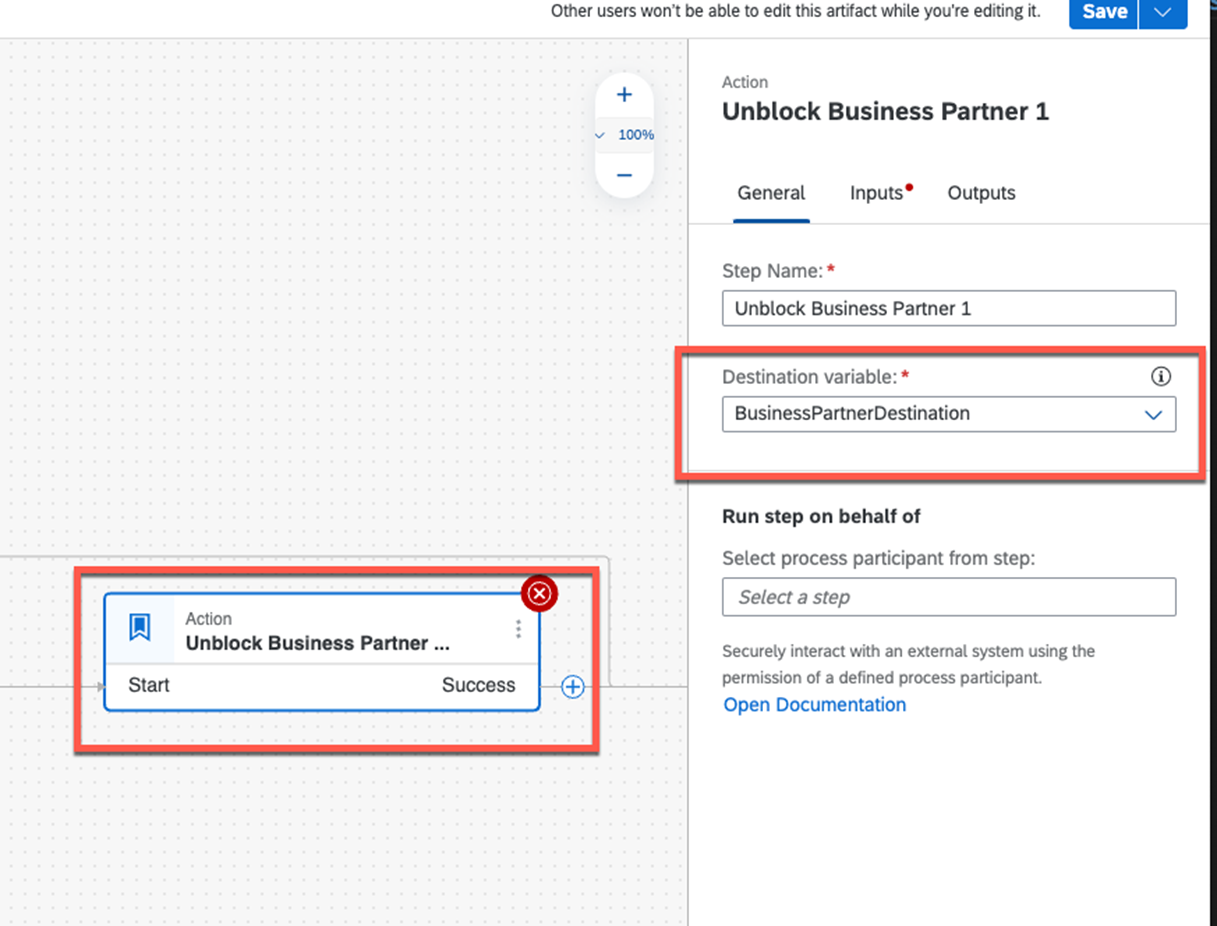 Other users won't be able to edit this artifact while you're editing it.
Save
100%
Action
Unblock Business Partner 1
General
Inputs
Outputs
Step Name: *
Unblock Business Partner 1
Destination variable: *
BusinessPartnerDestination
Run step on behalf of
Select process participant from step:
Select a step
Securely interact with an external system using the
permission of a defined process participant.
Open Documentation
Action
Unblock Business Partner ...
Start
Success